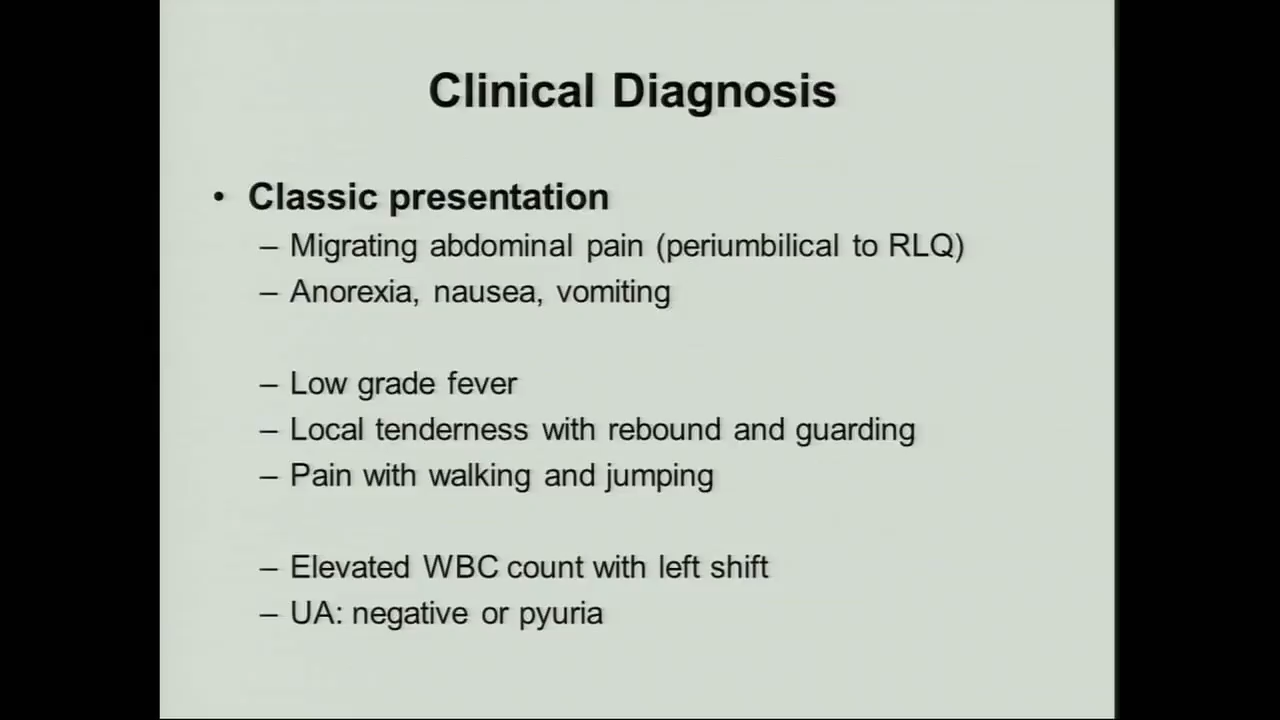 Clinical Diagnosis
• Classic presentation
– Migrating abdominal pain (periumbilical to RLQ)
– Anorexia, nausea, vomiting
– Low grade fever
– Local tenderness with rebound and guarding
– Pain with walking and jumping
– Elevated WBC count with left shift
– UA: negative or pyuria